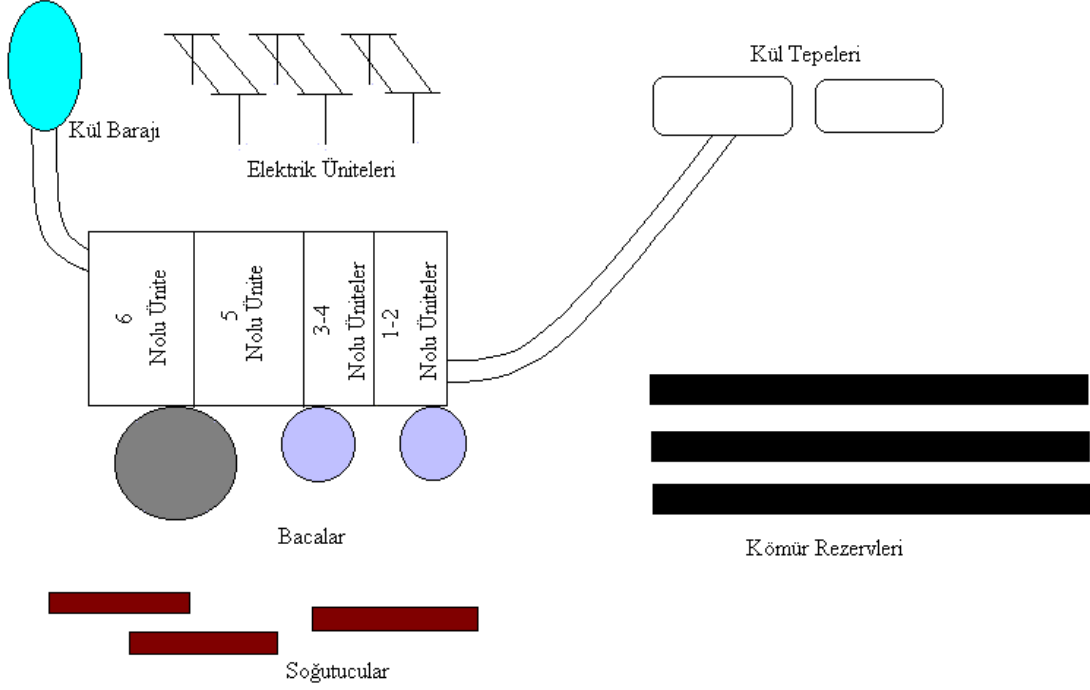 Kül Tepeleri
Kül Barajı
Elektrik Üniteleri
6
Nolu Ünite
5
Nolu Ünite
3-4
Nolu Üniteler
1-2
Nolu Üniteler
Bacalar
Kömür Rezervleri
Soğutucular